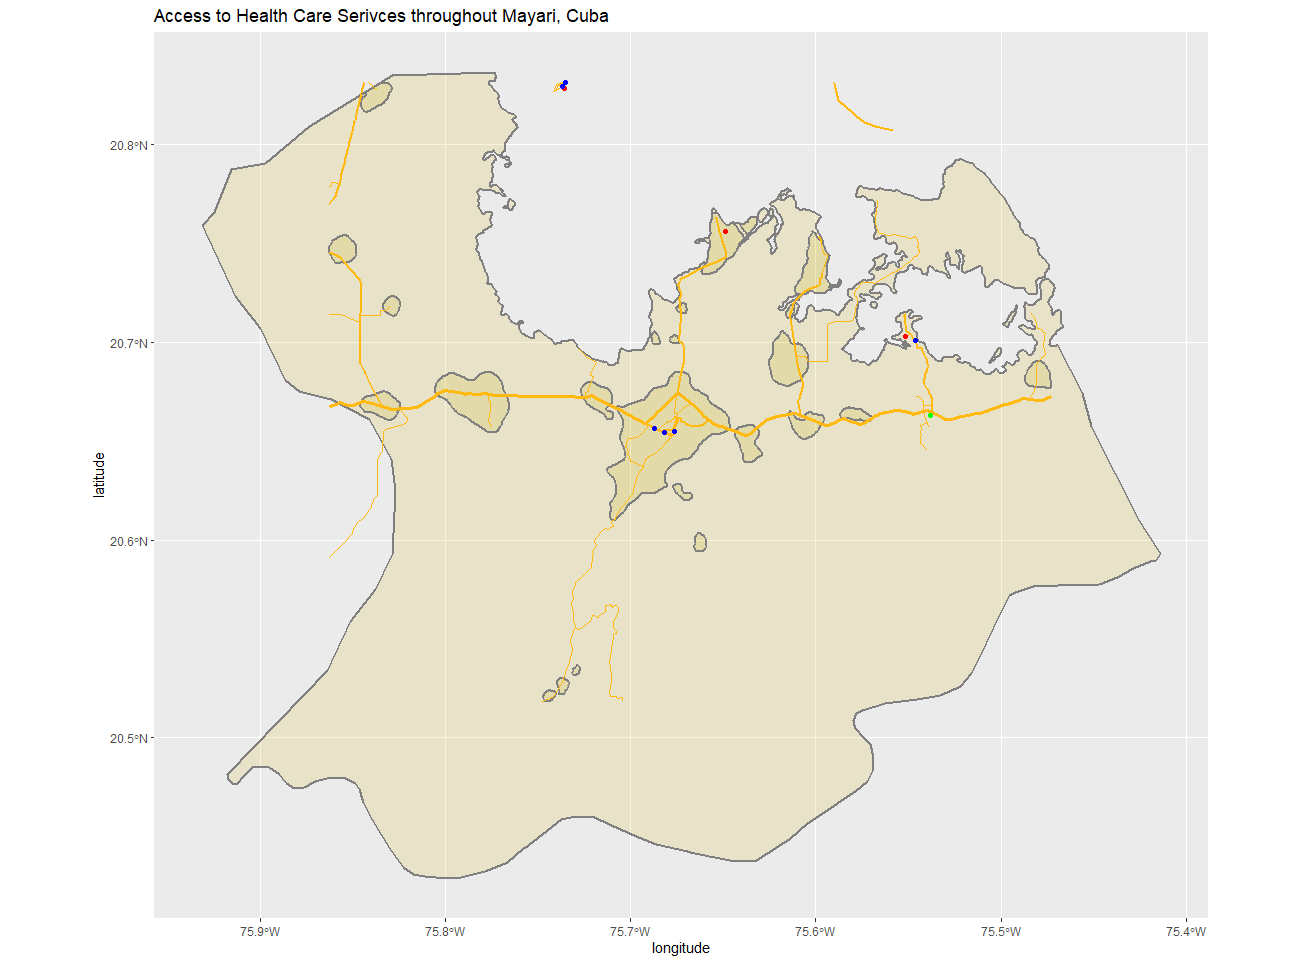 Access to Health Care Serivces throughout Mayari, Cuba
20.8°N
20.7°N
20.6°N
20.5°N
latitude
75.9°W
75.8°W
75.7°W
75.6°W
75.5°W
75.4°W
longitude